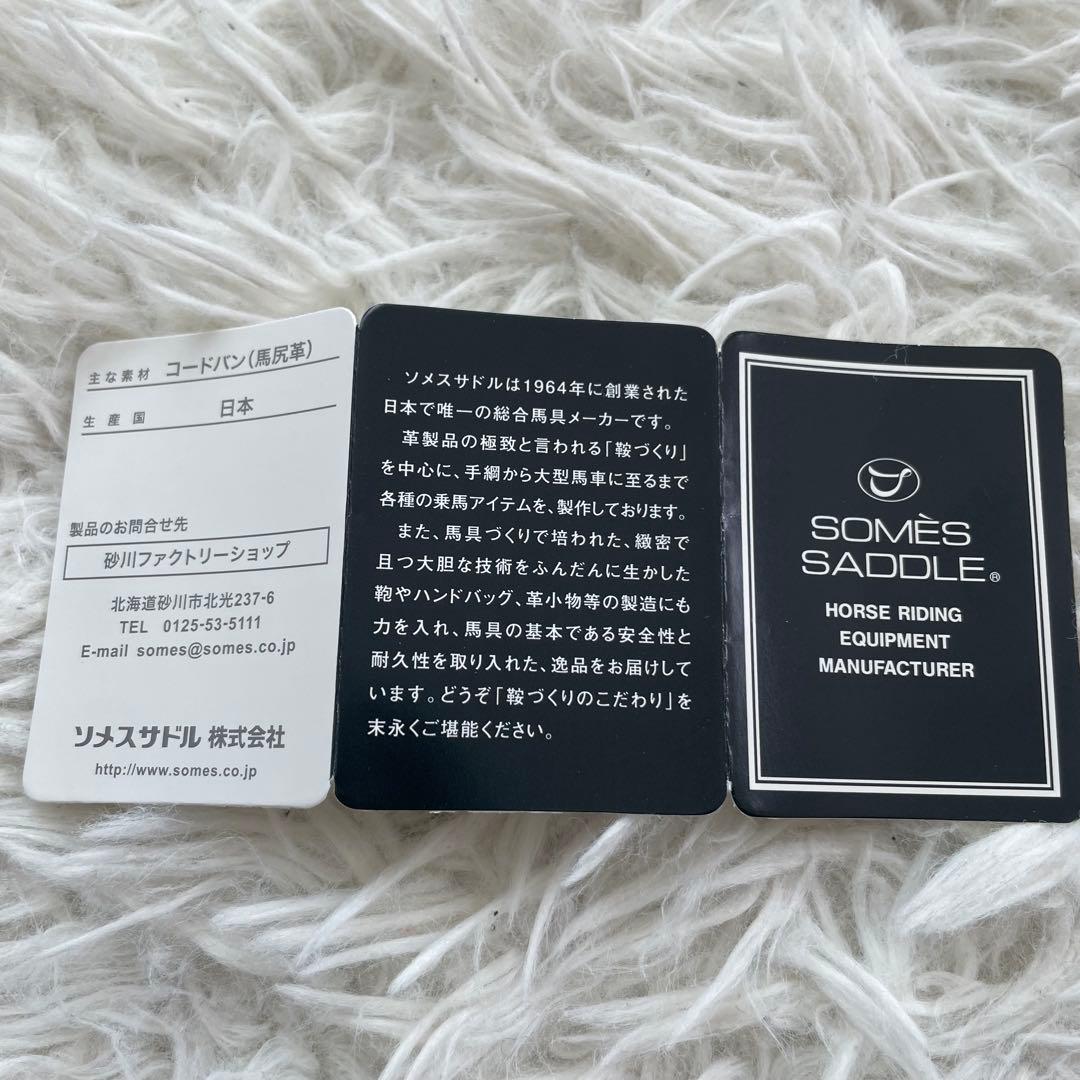 主な素材 コードバン(馬尻革)
生産国 日本
製品のお問合せ先
砂川ファクトリーショップ
北海道砂川市北光237-6
TEL 0125-53-5111
E-mail somes@somes.co.jp
ソメスサドル 株式会社
http://www.somes.co.jp
ソメスサドルは1964年に創業された
日本で唯一の総合馬具メーカーです。
革製品の極致と言われる「鞍づくり」
を中心に、手綱から大型馬車に至るまで
各種の乗馬アイテムを、製作しております。
また、馬具づくりで培われた、緻密で
且つ大胆な技術をふんだんに生かした
鞄やハンドバッグ、革小物等の製造にも
力を入れ、馬具の基本である安全性と
耐久性を取り入れた、逸品をお届けして
います。どうぞ「鞍づくりのこだわり」を
末永くご堪能ください。
SOMÈS
SADDLE®
HORSE RIDING
EQUIPMENT
MANUFACTURER